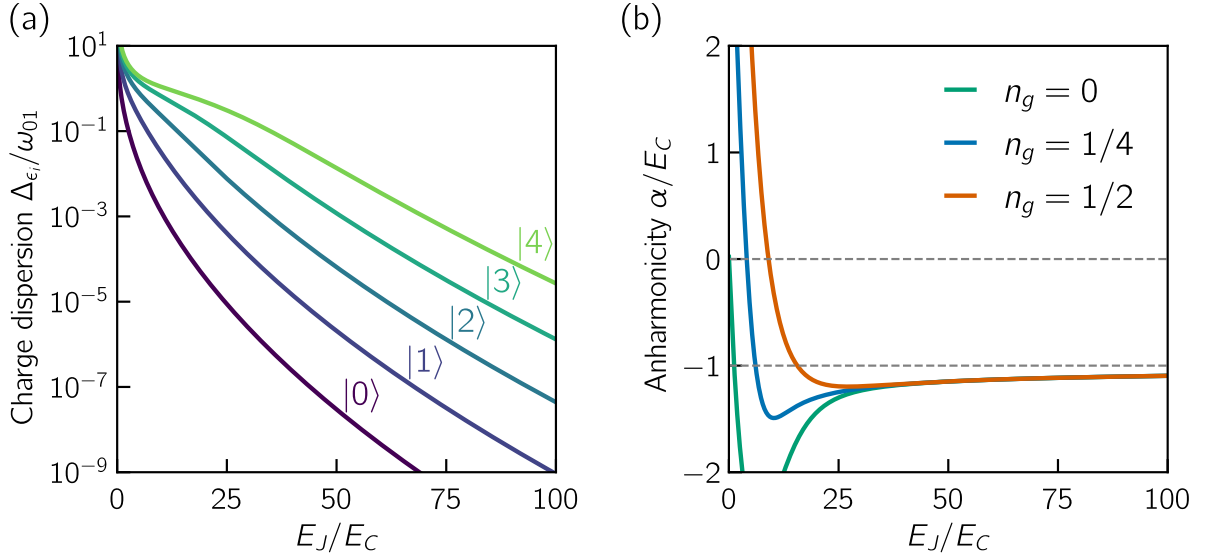 (a)
Charge dispersion Δ_{ϵ_i}/ω_{01}
10^1
10^{−1}
10^{−3}
10^{−5}
10^{−7}
10^{−9}
|4⟩
|3⟩
|2⟩
|1⟩
|0⟩
0 25 50 75 100
E_J/E_C
(b)
Anharmonicity α/E_C
2
1
0
−1
−2
n_g = 0
n_g = 1/4
n_g = 1/2
0 25 50 75 100
E_J/E_C